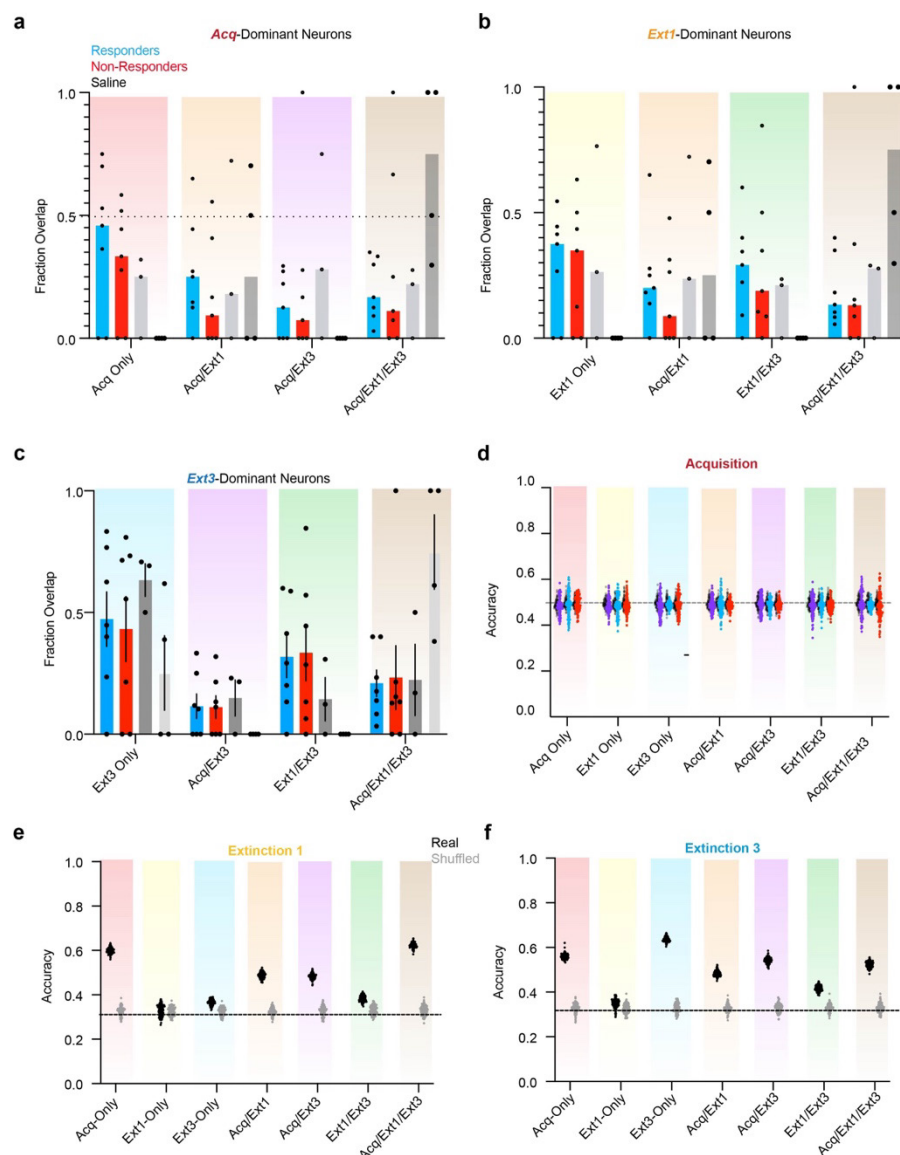 a
Acq-Dominant Neurons
Responders
Non-Responders
Saline
Fraction Overlap
1.0
0.5
0.0
Acq Only
Acq/Ext1
Acq/Ext3
Acq/Ext1/Ext3
b
Ext1-Dominant Neurons
Fraction Overlap
1.0
0.5
0.0
Ext1 Only
Acq/Ext1
Ext1/Ext3
Acq/Ext1/Ext3
c
Ext3-Dominant Neurons
Fraction Overlap
1.0
0.5
0.0
Ext3 Only
Acq/Ext3
Ext1/Ext3
Acq/Ext1/Ext3
d
Acquisition
Accuracy
1.0
0.8
0.6
0.4
0.2
0.0
Acq Only
Ext1 Only
Ext3 Only
Acq/Ext1
Acq/Ext3
Ext1/Ext3
Acq/Ext1/Ext3
e
Extinction 1
Real
Shuffled
Accuracy
1.0
0.8
0.6
0.4
0.2
0.0
Acq-Only
Ext1-Only
Ext3-Only
Acq/Ext1
Acq/Ext3
Ext1/Ext3
Acq/Ext1/Ext3
f
Extinction 3
Accuracy
1.0
0.8
0.6
0.4
0.2
0.0
Acq-Only
Ext1-Only
Ext3-Only
Acq/Ext1
Acq/Ext3
Ext1/Ext3
Acq/Ext1/Ext3